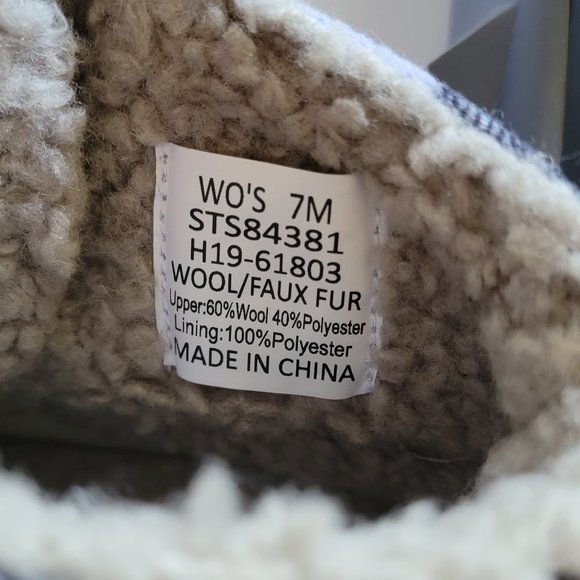 WO'S 7M
STS84381
H19-61803
WOOL/FAUX FUR
Upper:60%Wool 40%Polyester
Lining:100%Polyester
MADE IN CHINA